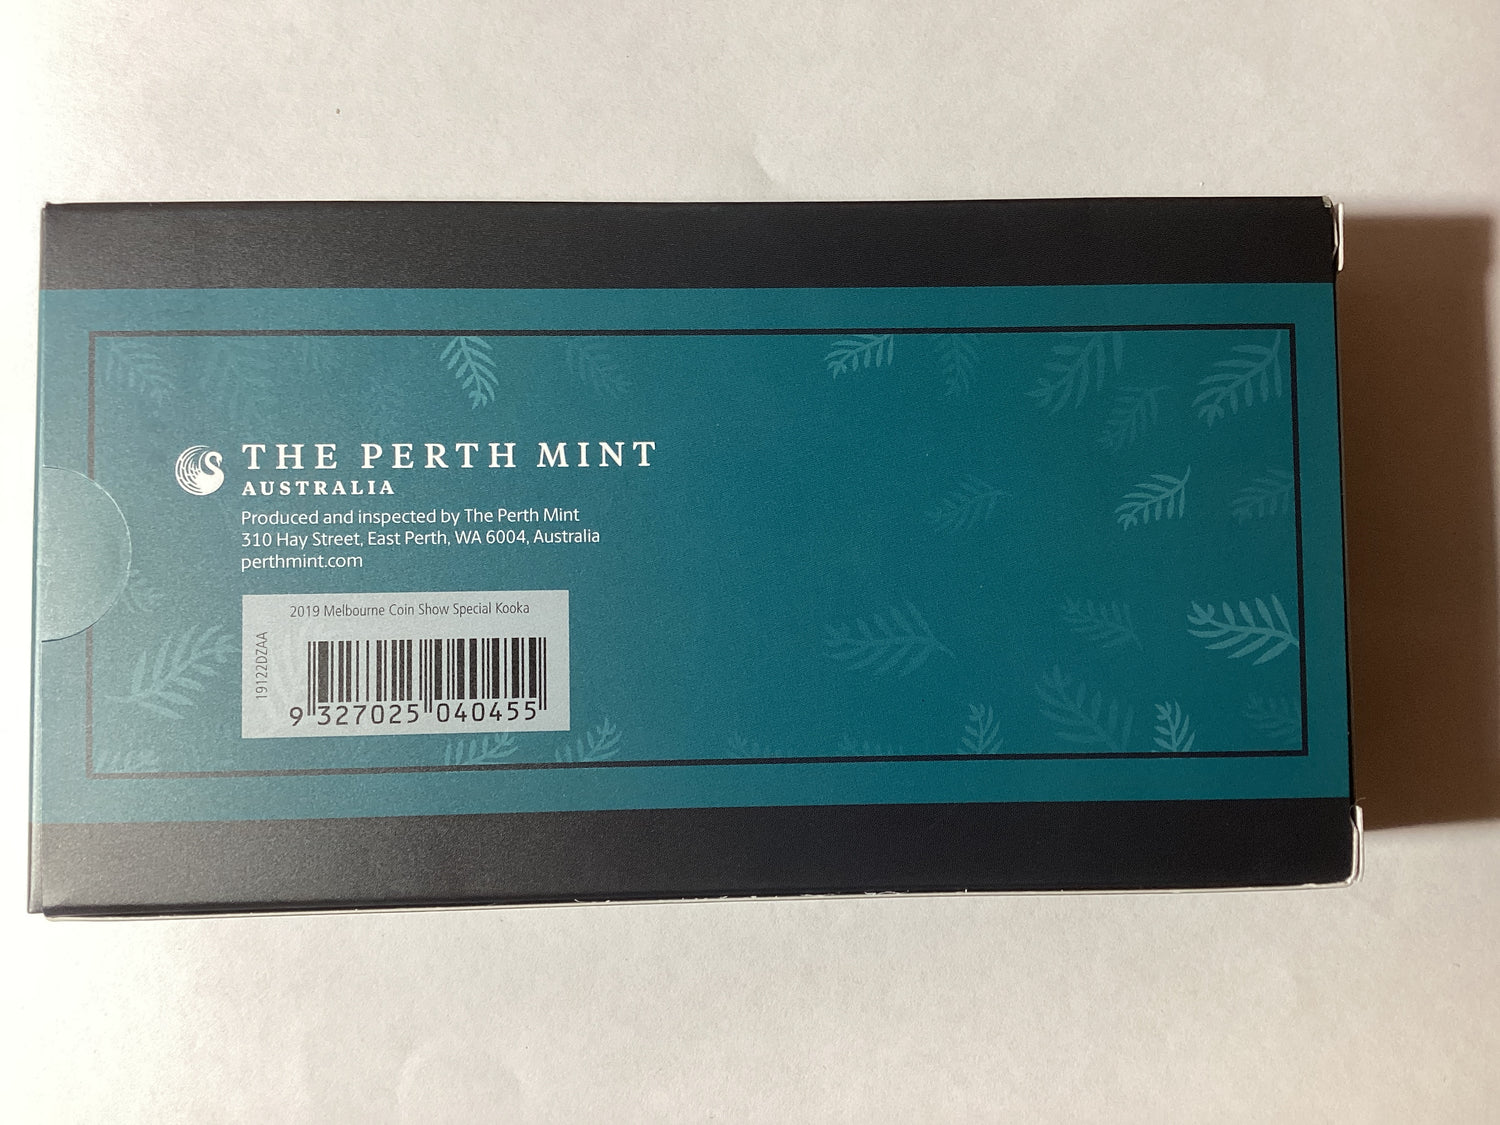 THE PERTH MINT
AUSTRALIA
Produced and inspected by The Perth Mint
310 Hay Street, East Perth, WA 6004, Australia
perthmint.com
2019 Melbourne Coin Show Special Kooka
19122DZAA
9 327025 040455